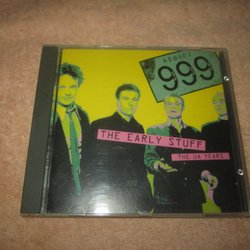 999
THE EARLY STUFF
THE UA YEARS